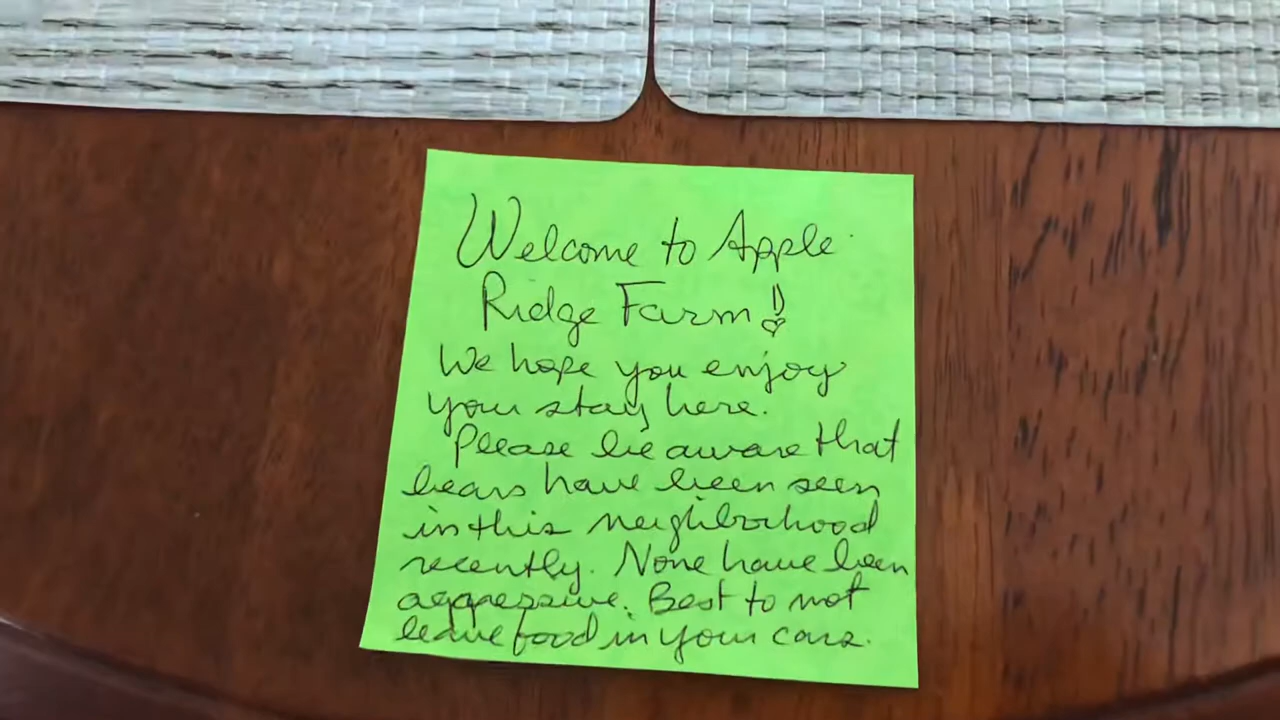 Welcome to Apple
Ridge Farm!!
We hope you enjoy
your stay here.
Please be aware that
bears have been seen
in this neighborhood
recently. None have been
aggressive. Best to not
leave food in your cars.